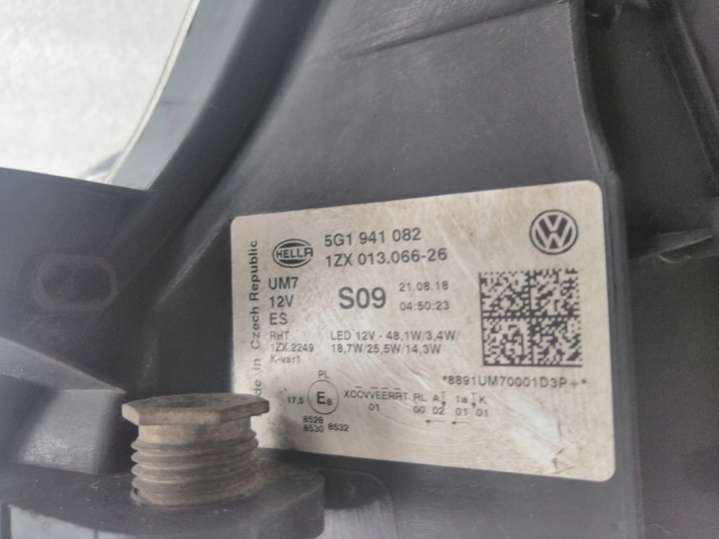 HELLA
5G1 941 082
1ZX 013.066-26
UM7
12V
ES
S09
21.08.18
04:50:23
RHT
1ZX.2249
K-var1
LED 12V - 48,1W/3,4W
18,7W/25,5W/14,3W
in Czech Republic
*8891UM70001D3P-*
PL
17,5
E8
8526
8530 8532
XCCVVEERRT RL A 1a K
01 00 02 01 01